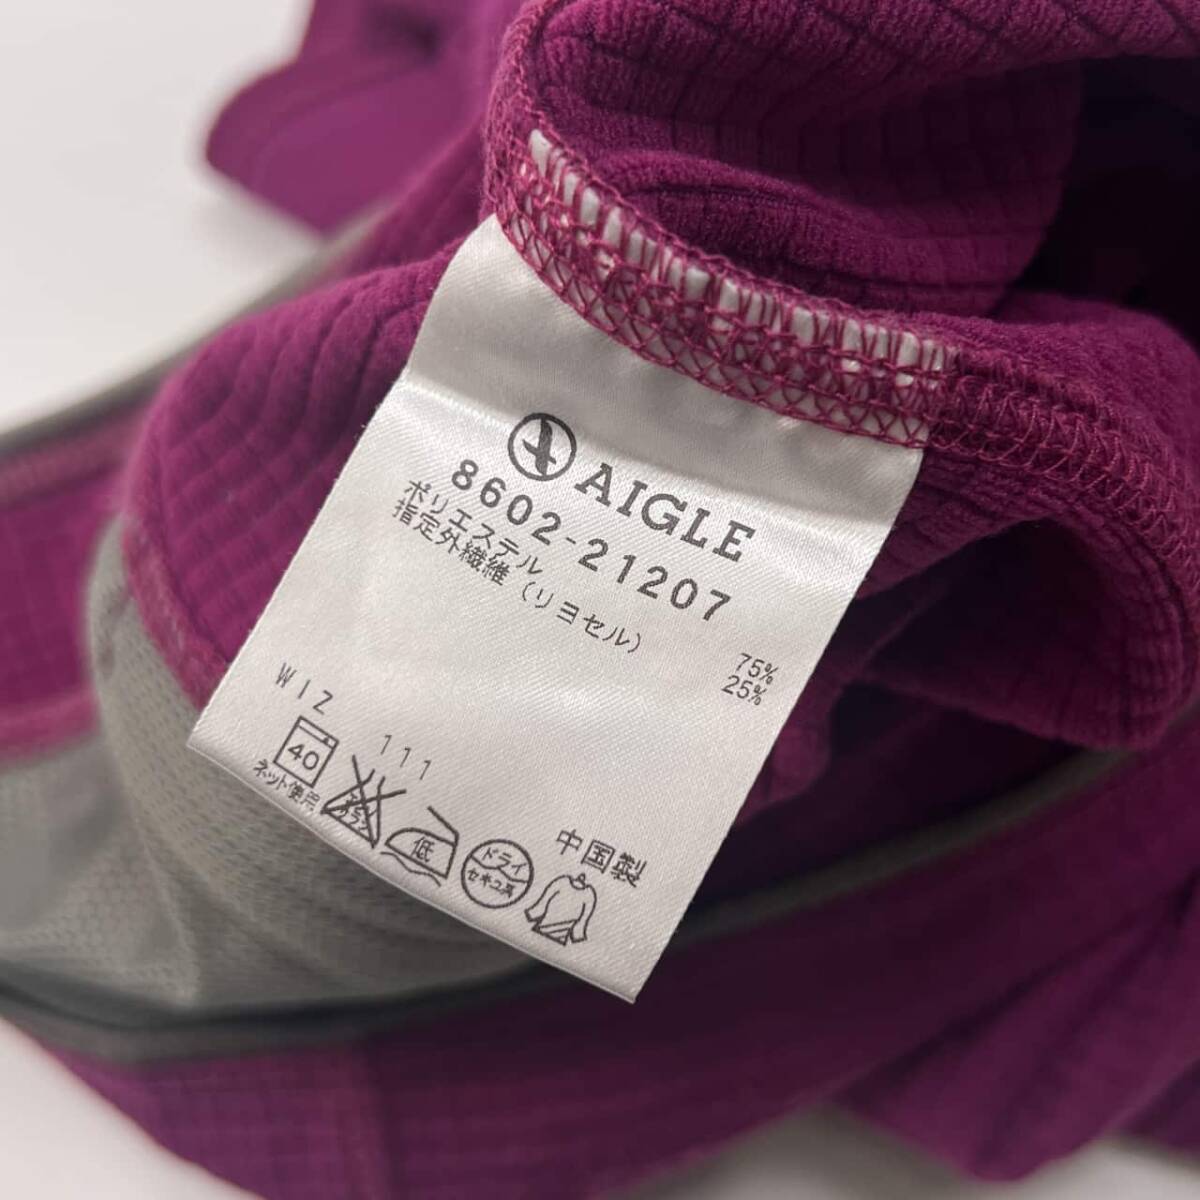 AIGLE
8602-21207
ポリエステル 75%
指定外繊維(リヨセル) 25%
WIZ 111
40
ネット使用
低
ドライ
セキユ系
中国製